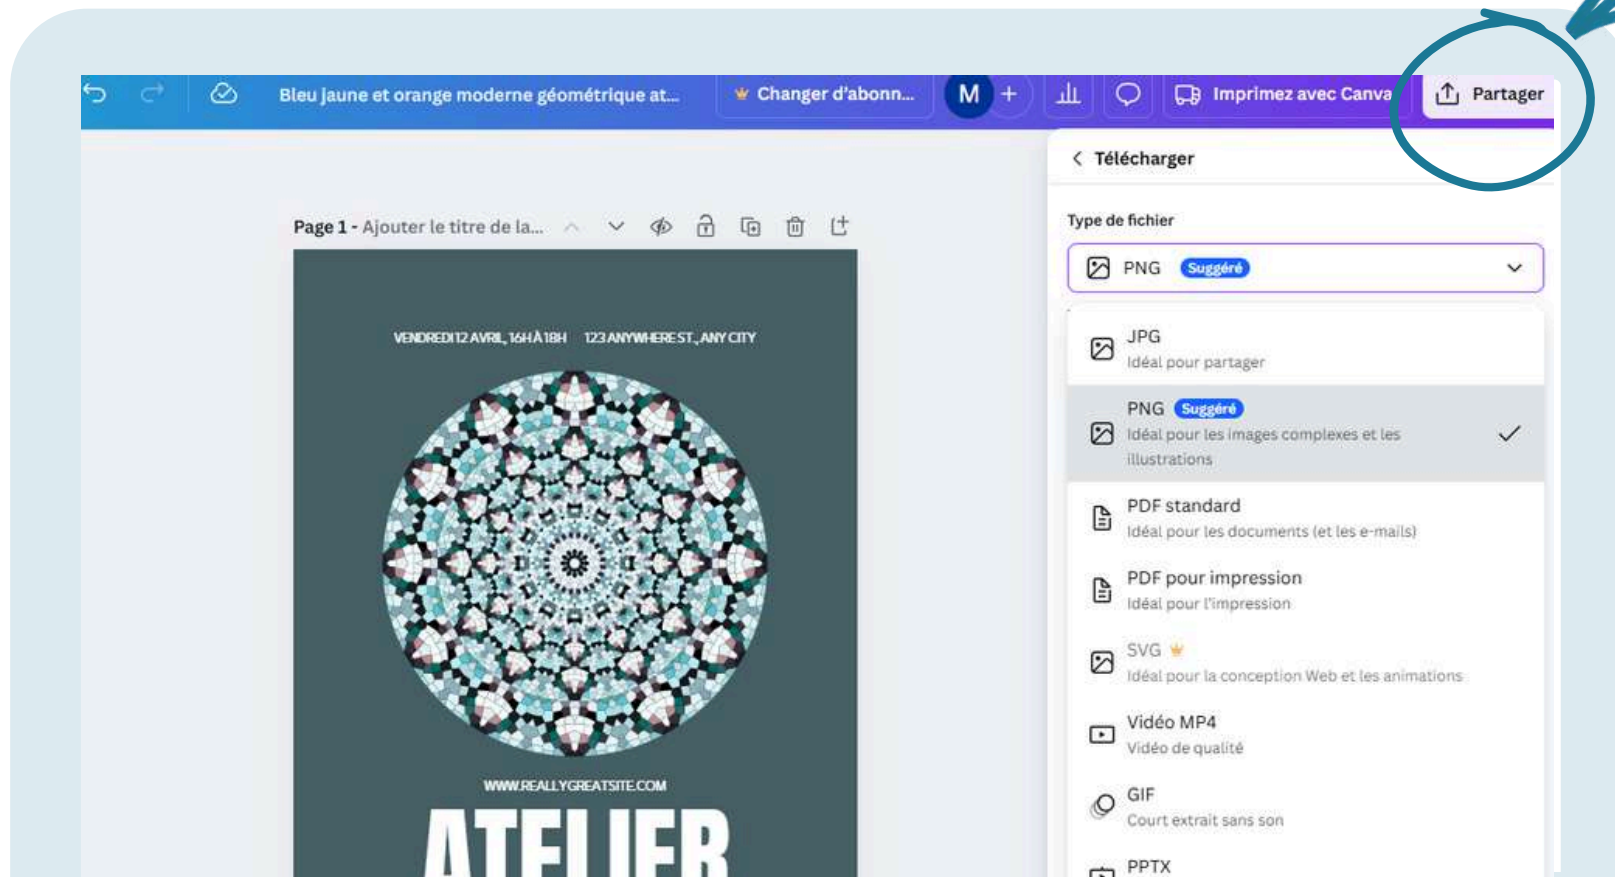 Bleu jaune et orange moderne géométrique at...
Changer d'abonn...
M
+
Imprimez avec Canva
Partager
Télécharger
Page 1 - Ajouter le titre de la...
Type de fichier
PNG Suggéré
VENDREDI 12 AVRIL, 16H À 18H 123 ANYWHERE ST., ANY CITY
JPG
Idéal pour partager
PNG Suggéré
Idéal pour les images complexes et les
illustrations
PDF standard
Idéal pour les documents (et les e-mails)
PDF pour impression
Idéal pour l'impression
SVG
Idéal pour la conception Web et les animations
Vidéo MP4
Vidéo de qualité
WWW.REALLYGREATSITE.COM
GIF
Court extrait sans son
ATELIER
PPTX